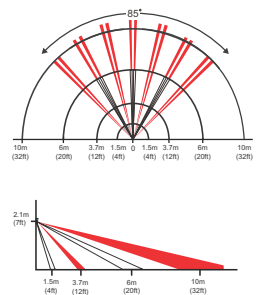 85°
10m 6m 3.7m 1.5m 0 1.5m 3.7m 6m 10m
(32ft) (20ft) (12ft) (4ft) (4ft) (12ft) (20ft) (32ft)
2.1m
(7ft)
1.5m 3.7m 6m 10m
(4ft) (12ft) (20ft) (32ft)